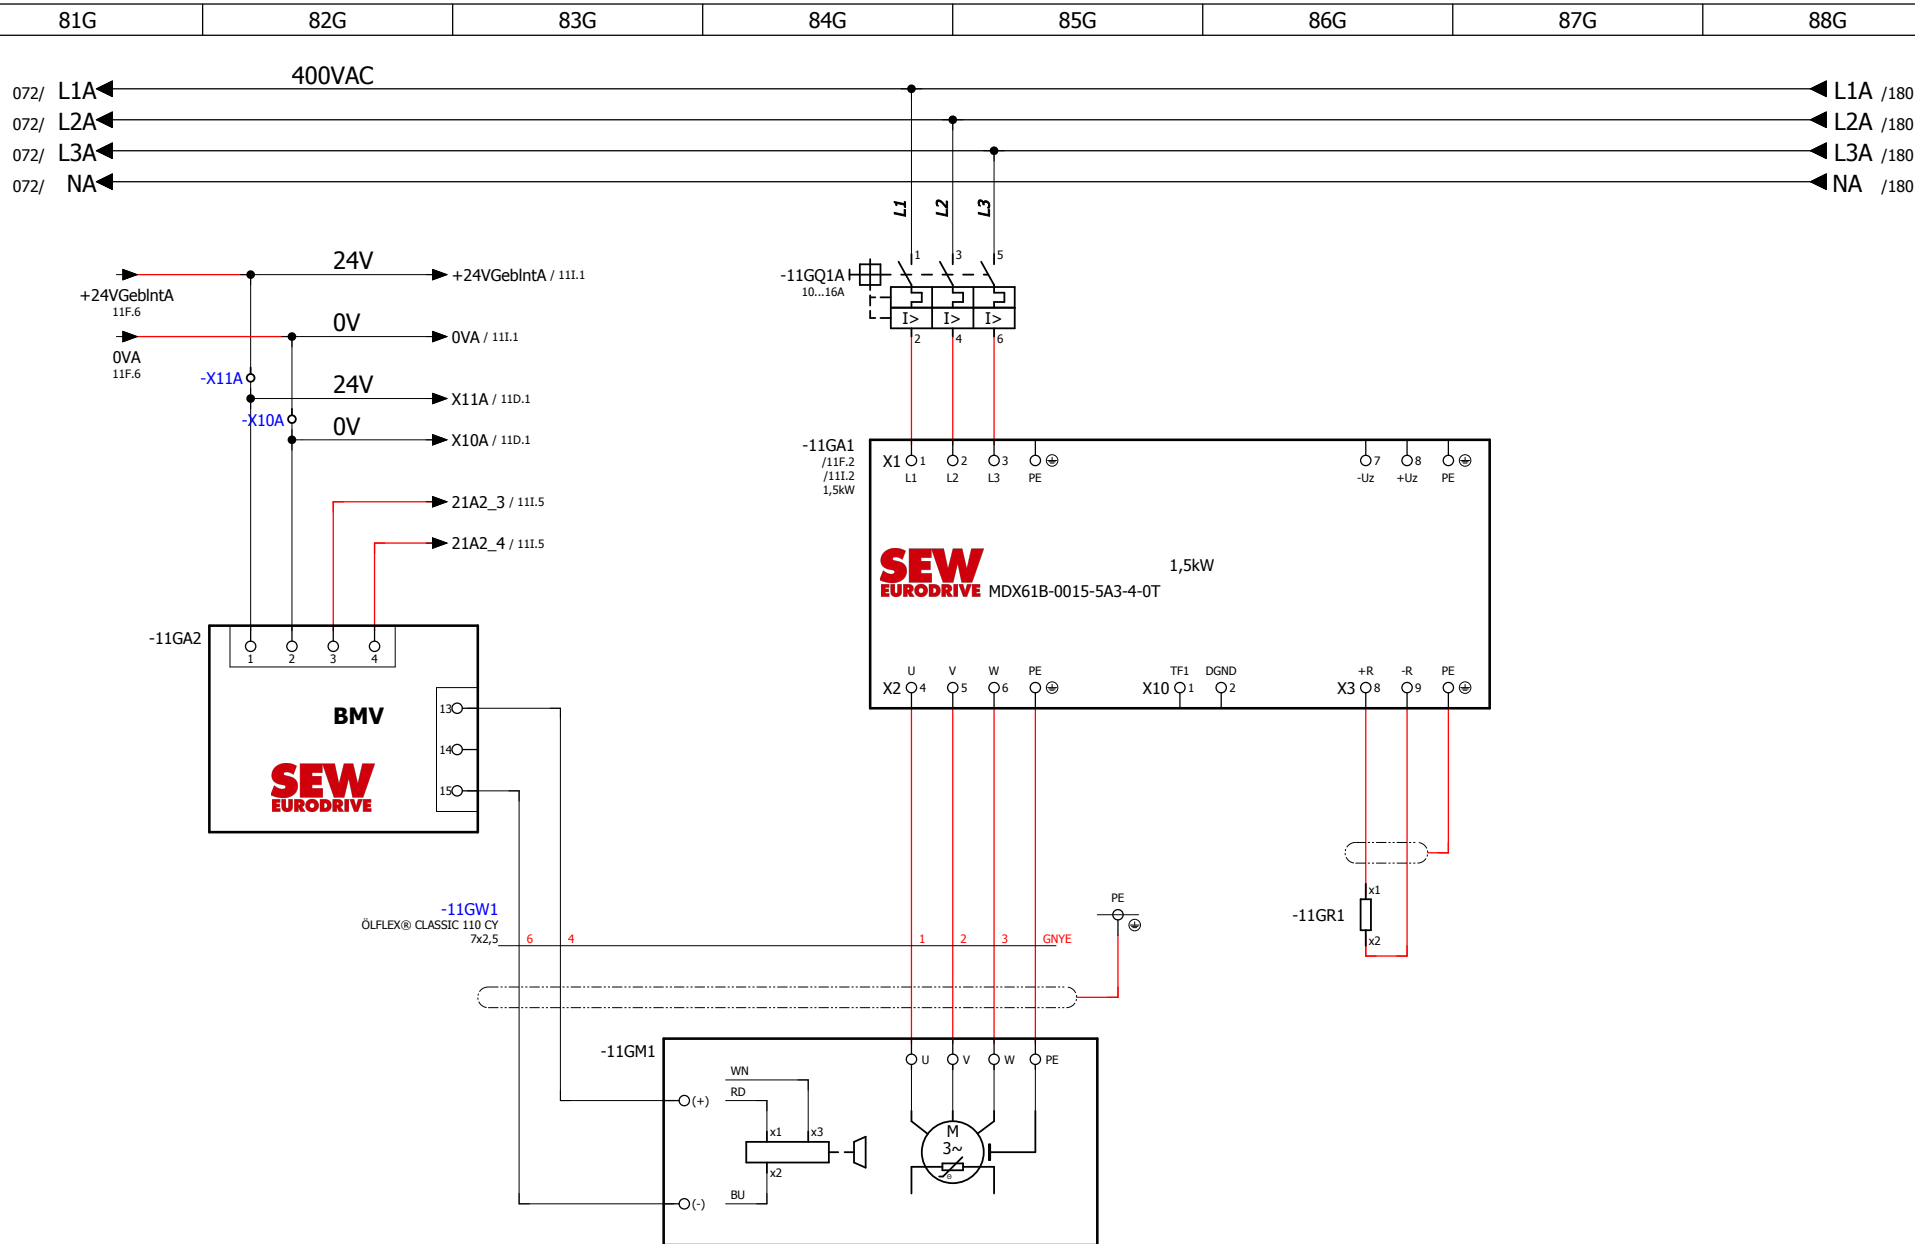 81G 82G 83G 84G 85G 86G 87G 88G
400VAC
072/ L1A L1A /180
072/ L2A L2A /180
072/ L3A L3A /180
072/ NA NA /180
L1 L2 L3
24V
+24VGeblntA / 11I.1
+24VGeblntA
11F.6
0V
0VA / 11I.1
0VA
11F.6
-X11A
24V
X11A / 11D.1
-X10A
0V
X10A / 11D.1
21A2_3 / 11I.5
21A2_4 / 11I.5
-11GQ1A
10...16A
1 3 5
I> I> I>
2 4 6
-11GA1
/11F.2
/11I.2
1,5kW
X1 1 2 3 7 8
L1 L2 L3 PE -Uz +Uz PE
SEW
EURODRIVE
1,5kW
MDX61B-0015-5A3-4-0T
U V W PE TF1 DGND +R -R PE
X2 4 5 6 X10 1 2 X3 8 9
-11GA2
1 2 3 4
BMV
13
14
15
SEW
EURODRIVE
-11GW1
ÖLFLEX® CLASSIC 110 CY
7x2,5
6 4 1 2 3 GNYE
PE
-11GR1
x1
x2
-11GM1
U V W PE
WN
RD
(+)
x1 x3
x2
BU
(-)
M
3~